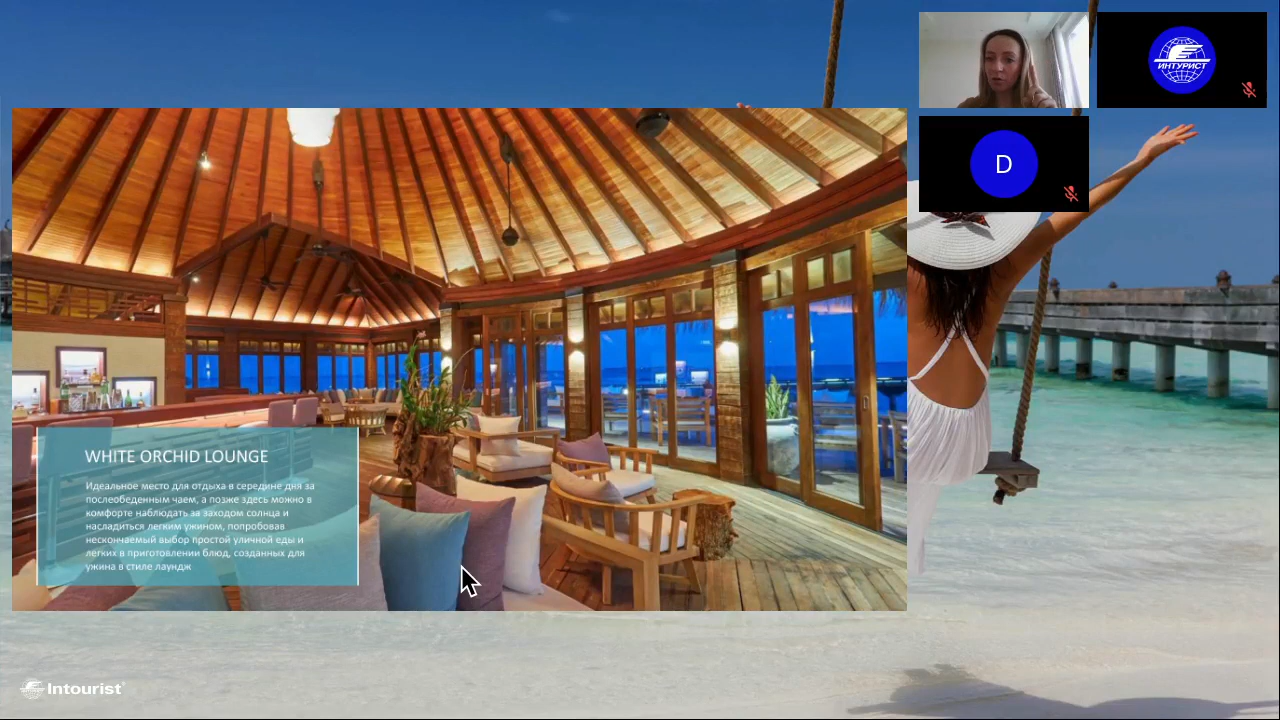 ИНТУРИСТ
D
WHITE ORCHID LOUNGE
Идеальное место для отдыха в середине дня за
послеобеденным чаем, а позже здесь можно в
комфорте наблюдать за заходом солнца и
насладиться легким ужином, попробовав
нескончаемый выбор простой уличной еды и
легких в приготовлении блюд, созданных для
ужина в стиле лаундж
Intourist